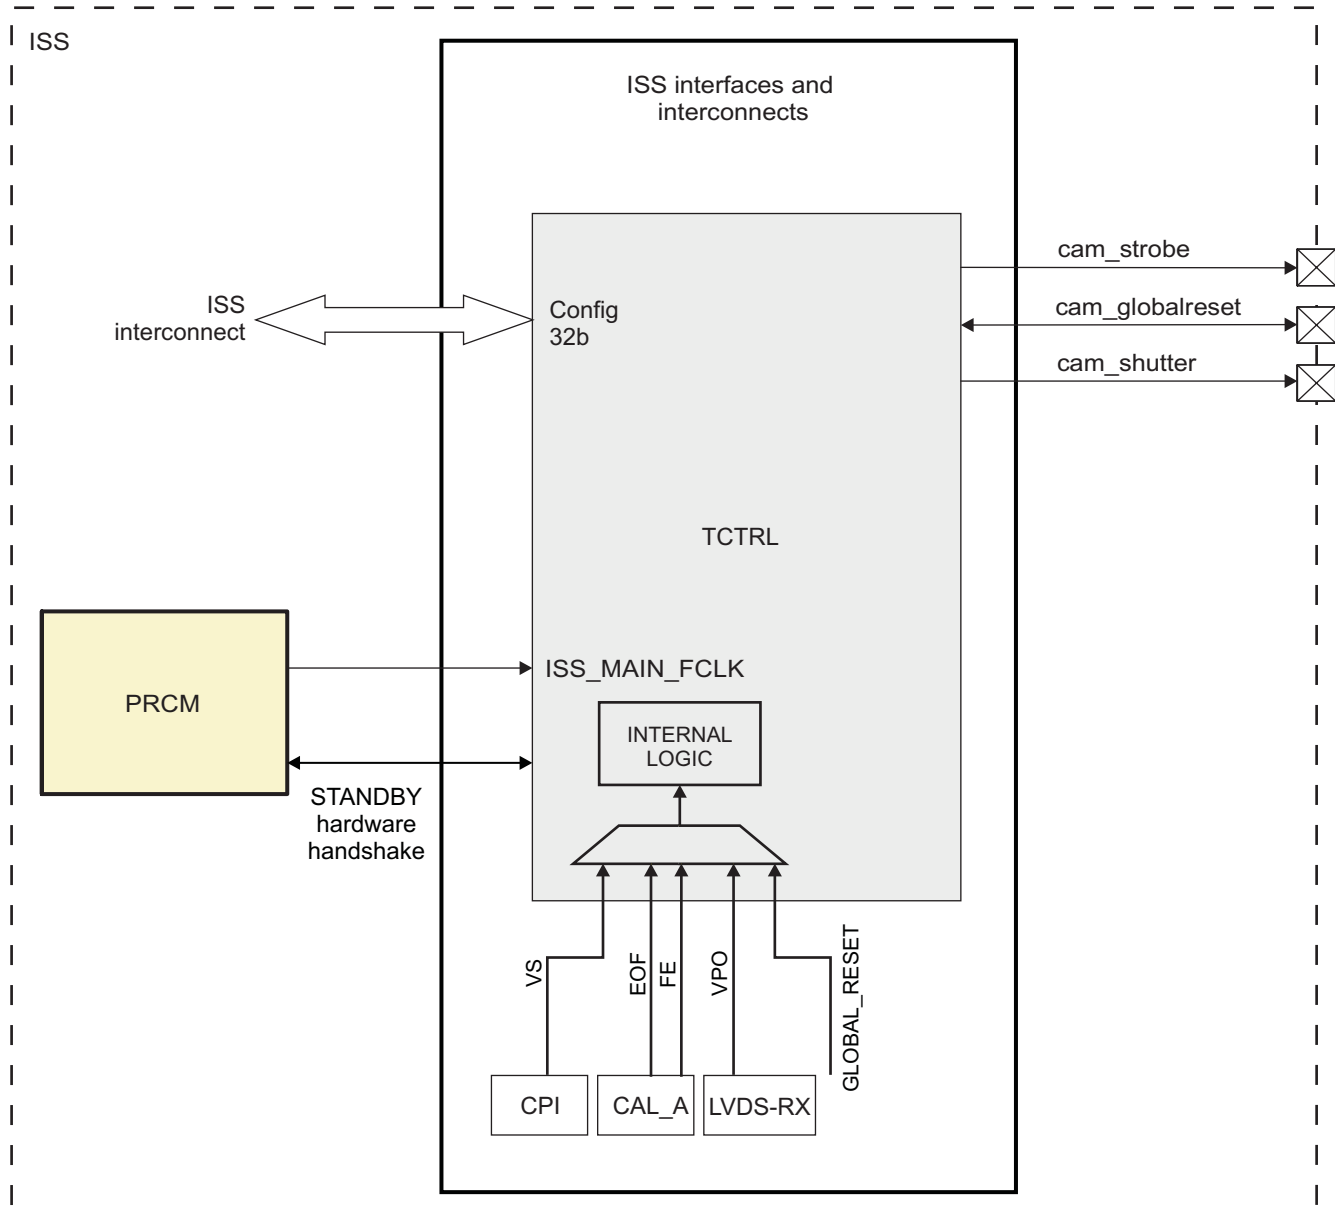 ISS
ISS interfaces and
interconnects
cam_strobe
cam_globalreset
cam_shutter
ISS
interconnect
Config
32b
TCTRL
PRCM
ISS_MAIN_FCLK
INTERNAL
LOGIC
STANDBY
hardware
handshake
VS
EOF
FE
VPO
GLOBAL_RESET
CPI
CAL_A
LVDS-RX